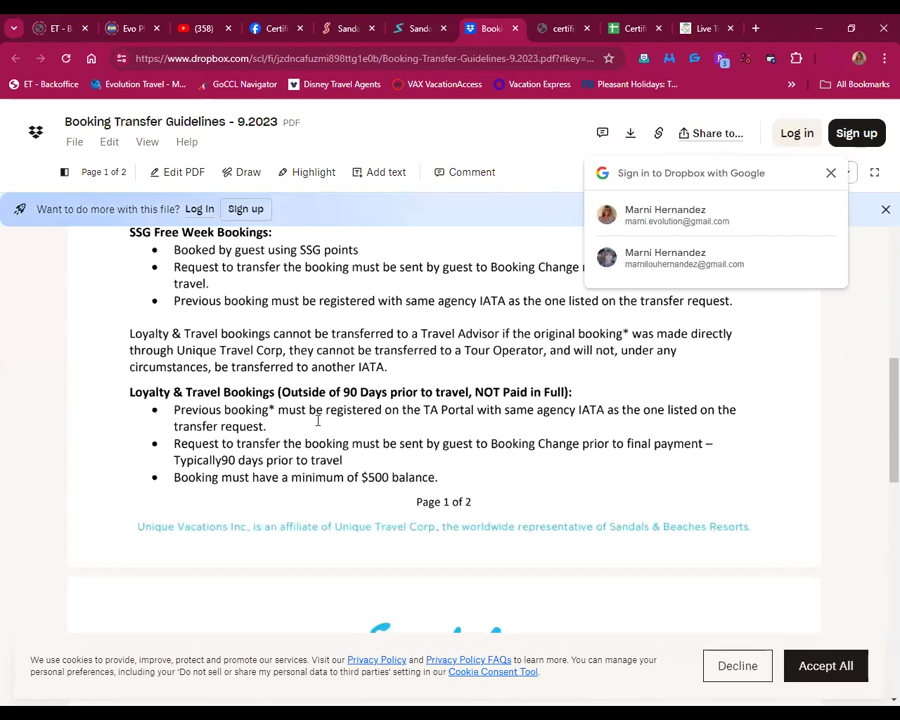 ET - B
Evo Pl
(358)
Certifi
Sanda
Sanda
Booki
certific
Certifi
Live T
https://www.dropbox.com/scl/fi/jzdncafuzmi898ttg1e0b/Booking-Transfer-Guidelines-9.2023.pdf?rlkey=...
ET - Backoffice
Evolution Travel - M...
GoCCL Navigator
Disney Travel Agents
VAX VacationAccess
Vacation Express
Pleasant Holidays: T...
»
All Bookmarks
Booking Transfer Guidelines - 9.2023 PDF
File Edit View Help
Share to...
Log in
Sign up
Page 1 of 2
Edit PDF
Draw
Highlight
Add text
Comment
Sign in to Dropbox with Google
Marni Hernandez
marni.evolution@gmail.com
Marni Hernandez
marnilouhernandez@gmail.com
Want to do more with this file? Log In Sign up
SSG Free Week Bookings:
• Booked by guest using SSG points
• Request to transfer the booking must be sent by guest to Booking Change
travel.
• Previous booking must be registered with same agency IATA as the one listed on the transfer request.
Loyalty & Travel bookings cannot be transferred to a Travel Advisor if the original booking* was made directly
through Unique Travel Corp, they cannot be transferred to a Tour Operator, and will not, under any
circumstances, be transferred to another IATA.
Loyalty & Travel Bookings (Outside of 90 Days prior to travel, NOT Paid in Full):
• Previous booking* must be registered on the TA Portal with same agency IATA as the one listed on the
transfer request.
• Request to transfer the booking must be sent by guest to Booking Change prior to final payment –
Typically90 days prior to travel
• Booking must have a minimum of $500 balance.
Page 1 of 2
Unique Vacations Inc, is an affiliate of Unique Travel Corp., the worldwide representative of Sandals & Beaches Resorts.
We use cookies to provide, improve, protect and promote our services. Visit our Privacy Policy and Privacy Policy FAQs to learn more. You can manage your
personal preferences, including your 'Do not sell or share my personal data to third parties' setting in our Cookie Consent Tool.
Decline
Accept All